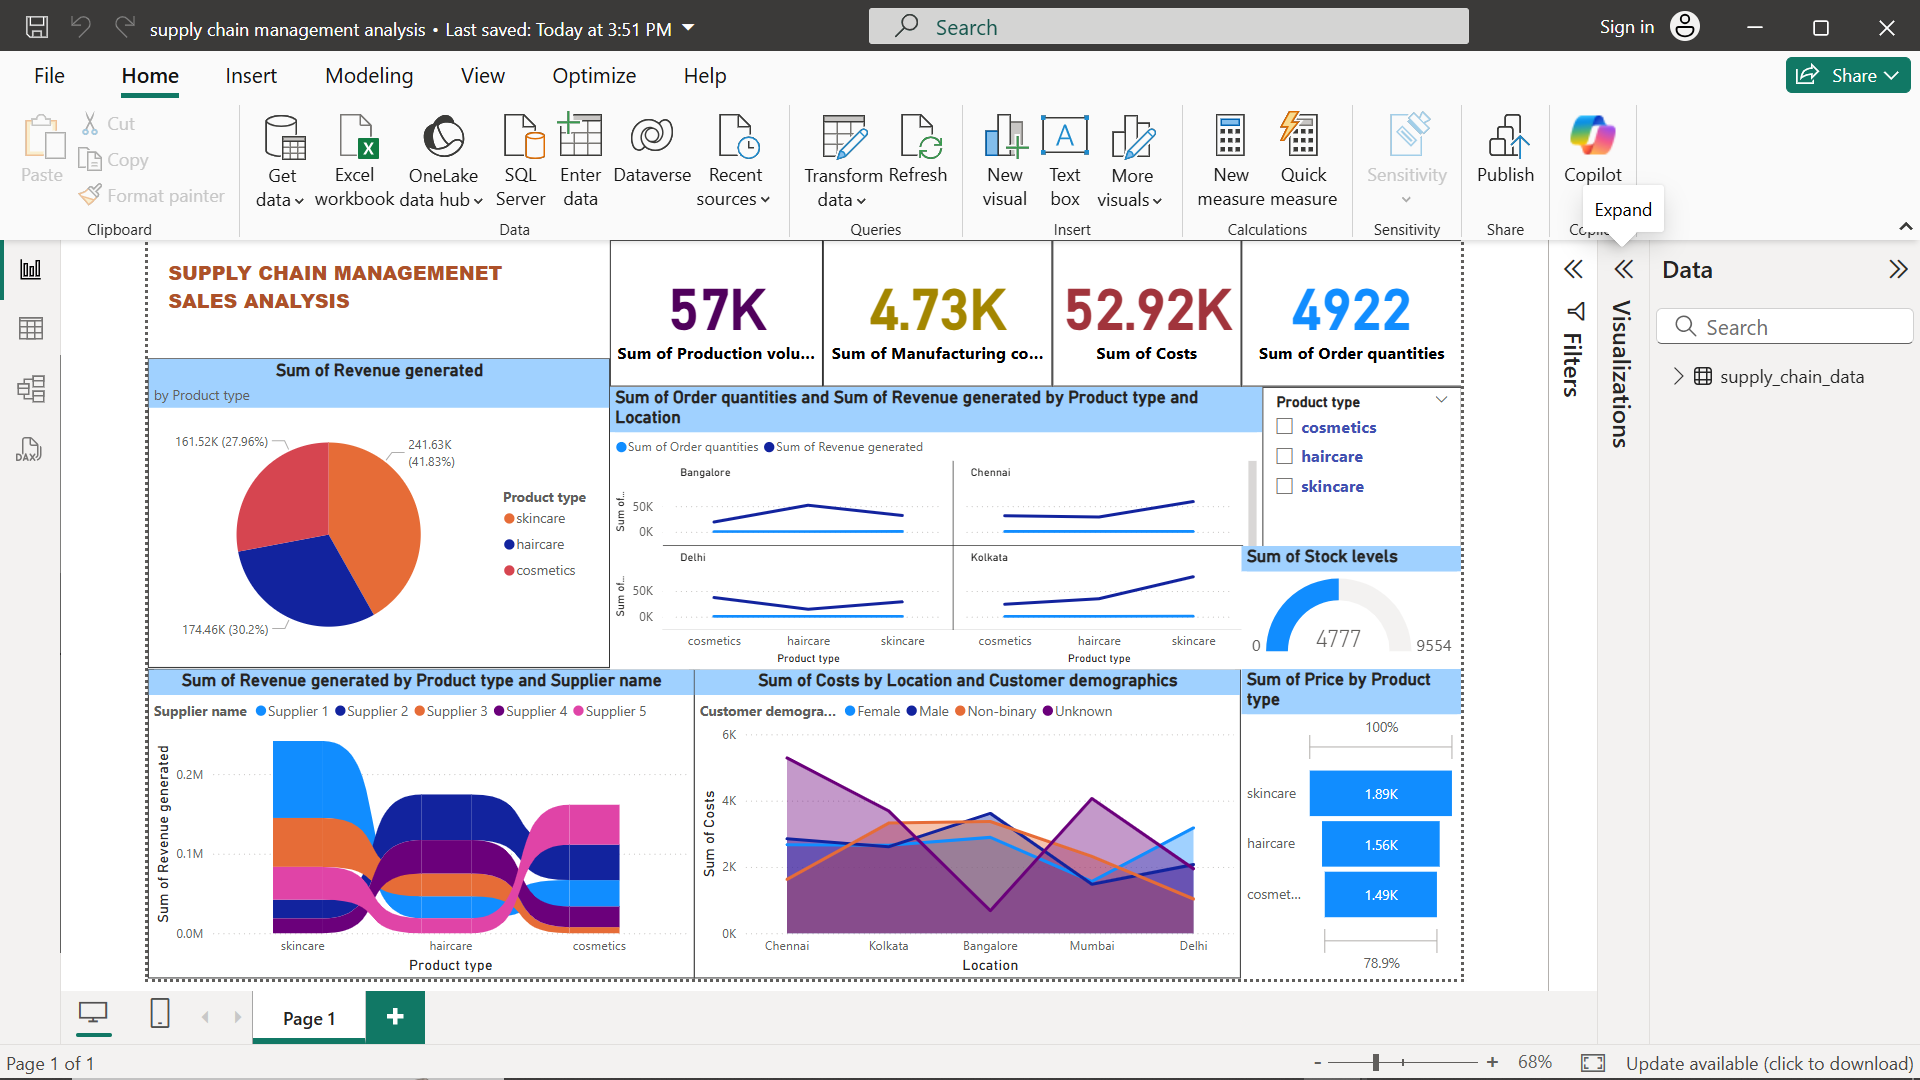 supply chain management analysis • Last saved: Today at 3:51 PM
Search
Sign in
File
Home
Insert
Modeling
View
Optimize
Help
Share
Paste
Cut
Copy
Format painter
Clipboard
Get data
Excel workbook
OneLake data hub
SQL Server
Enter data
Dataverse
Recent sources
Data
Transform data
Refresh
Queries
New visual
Text box
More visuals
Insert
New measure
Quick measure
Calculations
Sensitivity
Sensitivity
Publish
Share
Copilot
Expand
SUPPLY CHAIN MANAGEMENET
SALES ANALYSIS
57K
Sum of Production volu...
4.73K
Sum of Manufacturing co...
52.92K
Sum of Costs
4922
Sum of Order quantities
Sum of Revenue generated
by Product type
161.52K (27.96%)
241.63K
(41.83%)
174.46K (30.2%)
Product type
skincare
haircare
cosmetics
Sum of Order quantities and Sum of Revenue generated by Product type and
Location
Sum of Order quantities
Sum of Revenue generated
Bangalore
Chennai
Sum of...
50K
0K
Delhi
Kolkata
Sum of...
50K
0K
cosmetics haircare skincare
cosmetics haircare skincare
Product type
Product type
Product type
cosmetics
haircare
skincare
Sum of Stock levels
0
4777
9554
Sum of Revenue generated by Product type and Supplier name
Supplier name Supplier 1 Supplier 2 Supplier 3 Supplier 4 Supplier 5
Sum of Revenue generated
0.2M
0.1M
0.0M
skincare haircare cosmetics
Product type
Sum of Costs by Location and Customer demographics
Customer demogra... Female Male Non-binary Unknown
Sum of Costs
6K
4K
2K
0K
Chennai Kolkata Bangalore Mumbai Delhi
Location
Sum of Price by Product
type
100%
skincare 1.89K
haircare 1.56K
cosmet... 1.49K
78.9%
Filters
Visualizations
Data
Search
supply_chain_data
DAX
Page 1
+
Page 1 of 1
- + 68%
Update available (click to download)